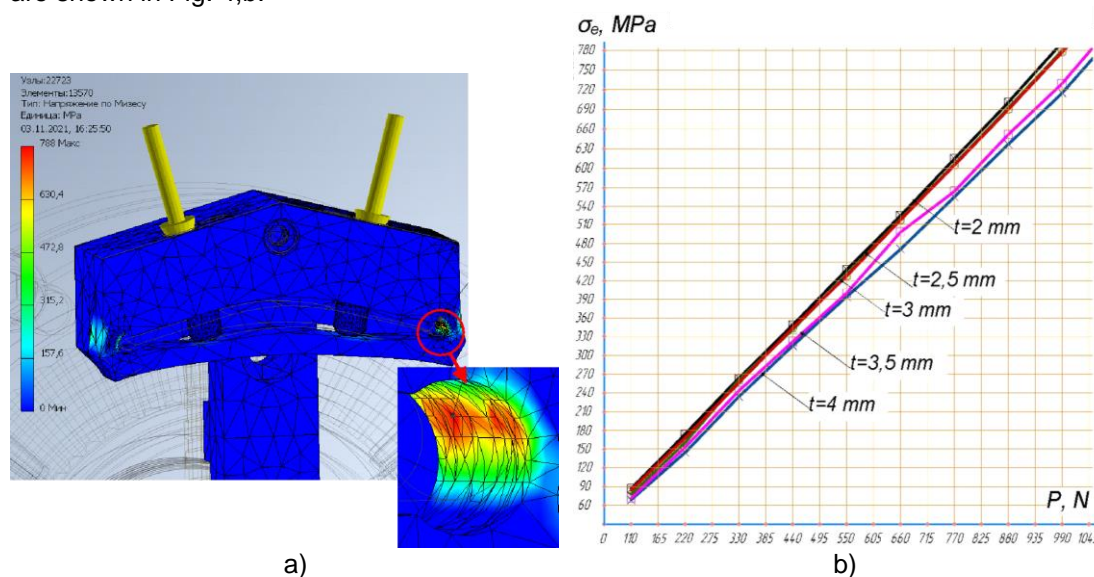 are shown in Fig. 4,b.
Узлы:22723
Элементы:13570
Тип: Напряжение по Мизесу
Единица: MPa
03.11.2021, 16:25:50
788 Макс
630,4
472,8
315,2
157,6
0 Мин
a)
σe, MPa
780
750
720
690
660
630
600
570
540
510
480
450
420
390
360
330
300
270
240
210
180
150
120
90
60
t=2 mm
t=2,5 mm
t=3 mm
t=3,5 mm
t=4 mm
P, N
0 110 165 220 275 330 385 440 495 550 605 660 715 770 825 880 935 990 104
b)